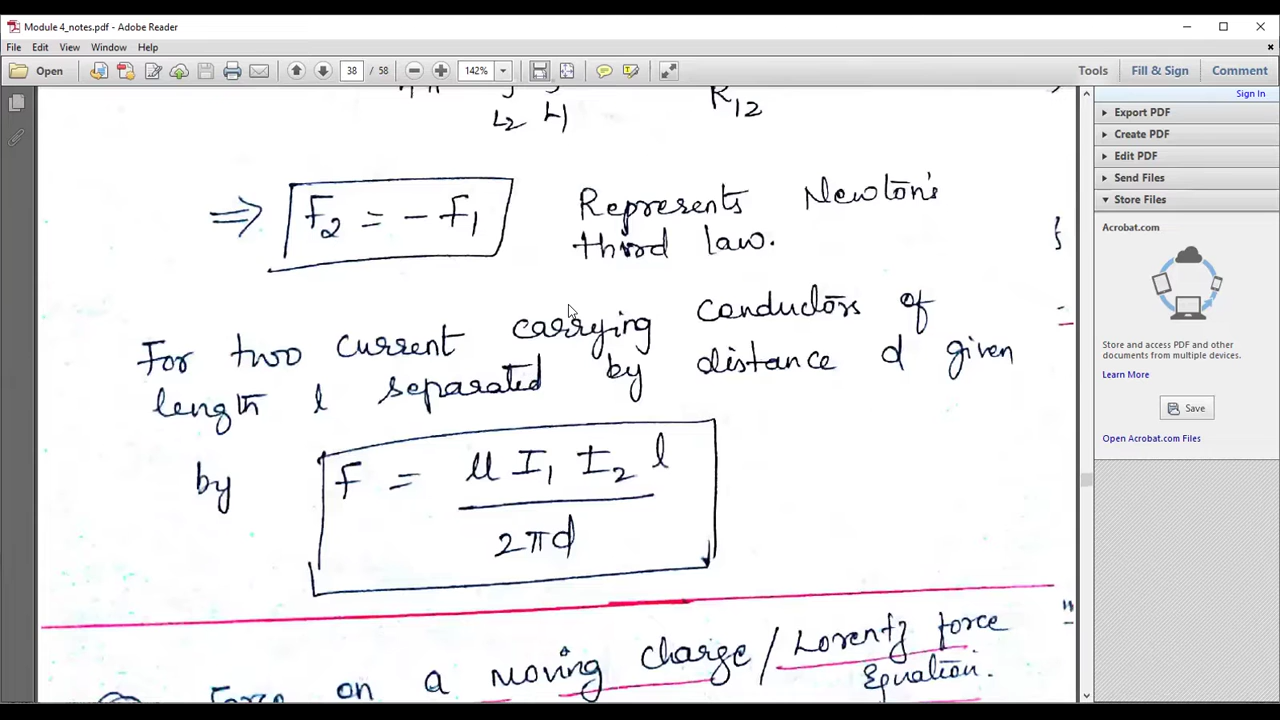 Module 4_notes.pdf - Adobe Reader
File Edit View Window Help
Open 38 / 58 142% Tools Fill & Sign Comment
Sign In
Export PDF
Create PDF
Edit PDF
Send Files
Store Files
Acrobat.com
Store and access PDF and other
documents from multiple devices.
Learn More
Save
Open Acrobat.com Files
L2 L1 R12
⇒ F2 = - F1 Represents Newton's
third law.
For two current carrying conductors of
length l separated by distance d given
by F = μ I1 I2 l
2πd
Force on a moving charge / Lorentz force
Equation.